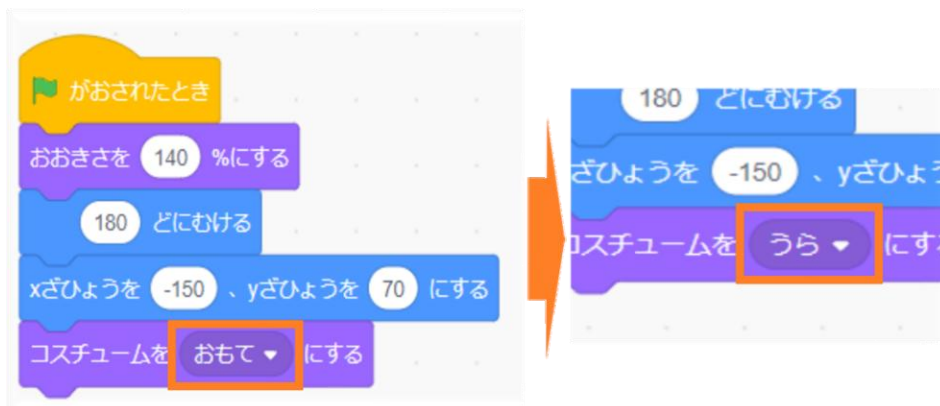 がおされたとき
おおきさを 140 %にする
180 どにむける
xざひょうを -150 、yざひょうを 70 にする
コスチュームを おもて にする
180 どにむける
ざひょうを -150 、yざひょう
コスチュームを うら にする